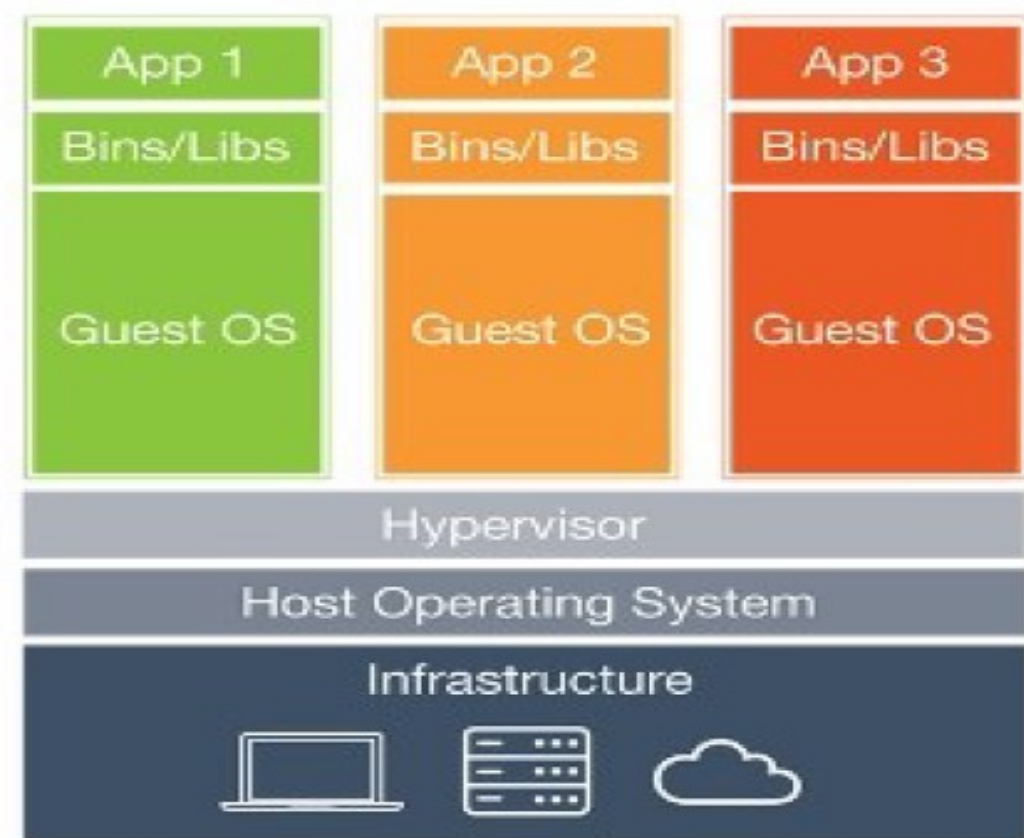 App 1 App 2 App 3
Bins/Libs Bins/Libs Bins/Libs
Guest OS Guest OS Guest OS
Hypervisor
Host Operating System
Infrastructure